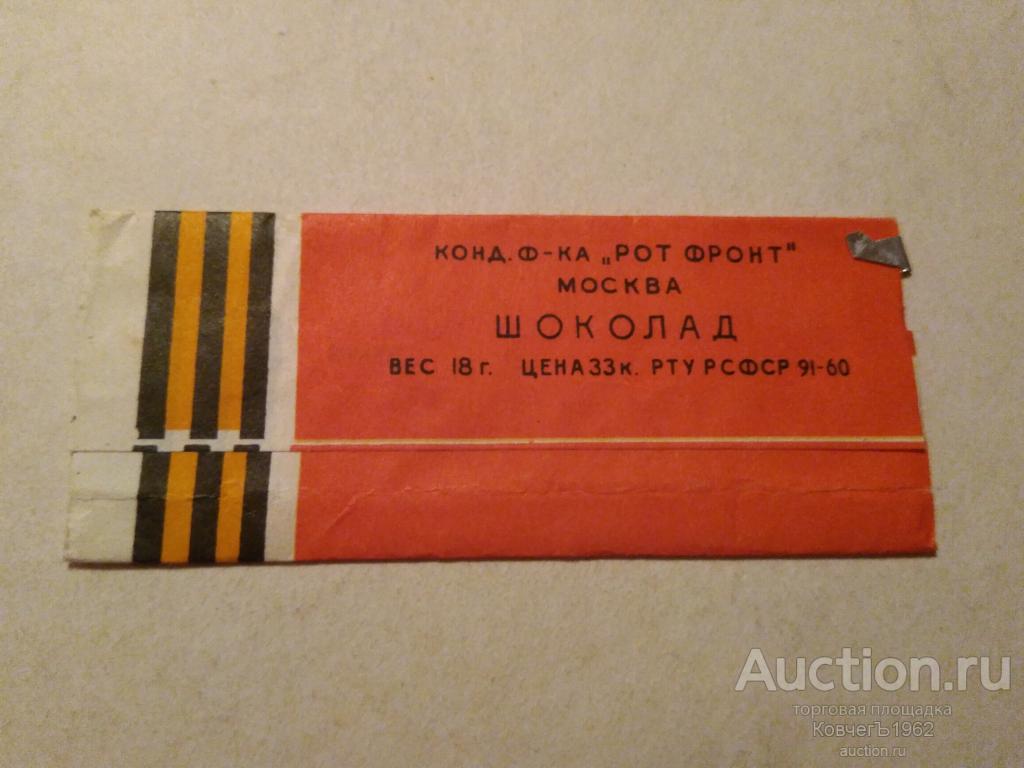 КОНД. Ф-КА „РОТ ФРОНТ"
МОСКВА
ШОКОЛАД
ВЕС 18 г. ЦЕНА 33 к. РТУ РСФСР 91-60
Auction.ru
торговая площадка
КовчегЪ1962
auction.ru